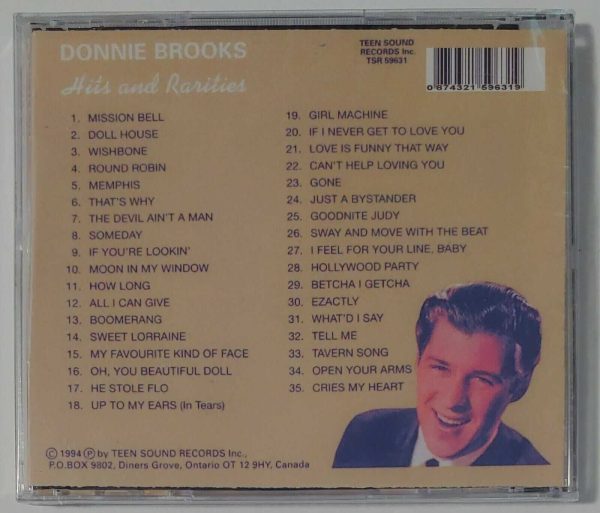 DONNIE BROOKS
Hits and Rarities
TEEN SOUND
RECORDS Inc.
TSR 59631
0 874321 596319
1. MISSION BELL
2. DOLL HOUSE
3. WISHBONE
4. ROUND ROBIN
5. MEMPHIS
6. THAT'S WHY
7. THE DEVIL AIN'T A MAN
8. SOMEDAY
9. IF YOU'RE LOOKIN'
10. MOON IN MY WINDOW
11. HOW LONG
12. ALL I CAN GIVE
13. BOOMERANG
14. SWEET LORRAINE
15. MY FAVOURITE KIND OF FACE
16. OH, YOU BEAUTIFUL DOLL
17. HE STOLE FLO
18. UP TO MY EARS (In Tears)
19. GIRL MACHINE
20. IF I NEVER GET TO LOVE YOU
21. LOVE IS FUNNY THAT WAY
22. CAN'T HELP LOVING YOU
23. GONE
24. JUST A BYSTANDER
25. GOODNITE JUDY
26. SWAY AND MOVE WITH THE BEAT
27. I FEEL FOR YOUR LINE, BABY
28. HOLLYWOOD PARTY
29. BETCHA I GETCHA
30. EZACTLY
31. WHAT'D I SAY
32. TELL ME
33. TAVERN SONG
34. OPEN YOUR ARMS
35. CRIES MY HEART
© 1994 ℗ by TEEN SOUND RECORDS Inc.,
P.O.BOX 9802, Diners Grove, Ontario OT 12 9HY, Canada